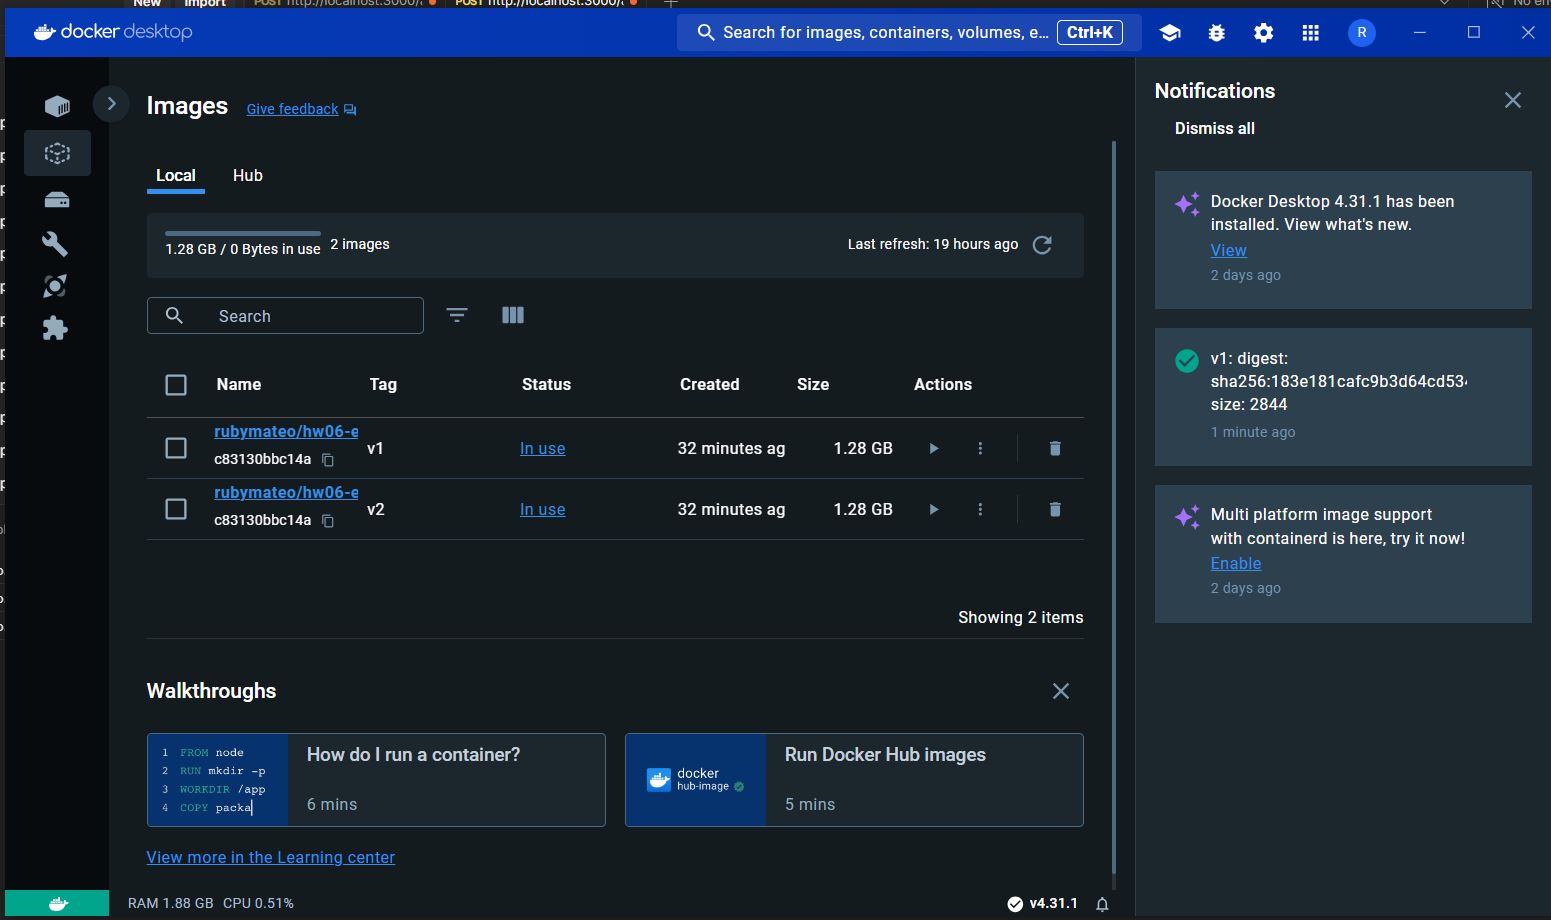 New Import POST http://localhost:3000/ POST http://localhost:3000/ No en
docker desktop
Search for images, containers, volumes, e... Ctrl+K
R
Images Give feedback
Local Hub
1.28 GB / 0 Bytes in use 2 images
Last refresh: 19 hours ago
Search
Name Tag Status Created Size Actions
rubymateo/hw06-e
c83130bbc14a
v1 In use 32 minutes ag 1.28 GB
rubymateo/hw06-e
c83130bbc14a
v2 In use 32 minutes ag 1.28 GB
Showing 2 items
Walkthroughs
1 FROM node
2 RUN mkdir -p
3 WORKDIR /app
4 COPY packa
How do I run a container?
6 mins
docker
hub-image
Run Docker Hub images
5 mins
View more in the Learning center
RAM 1.88 GB CPU 0.51%
v4.31.1
Notifications
Dismiss all
Docker Desktop 4.31.1 has been
installed. View what's new.
View
2 days ago
v1: digest:
sha256:183e181cafc9b3d64cd534
size: 2844
1 minute ago
Multi platform image support
with containerd is here, try it now!
Enable
2 days ago